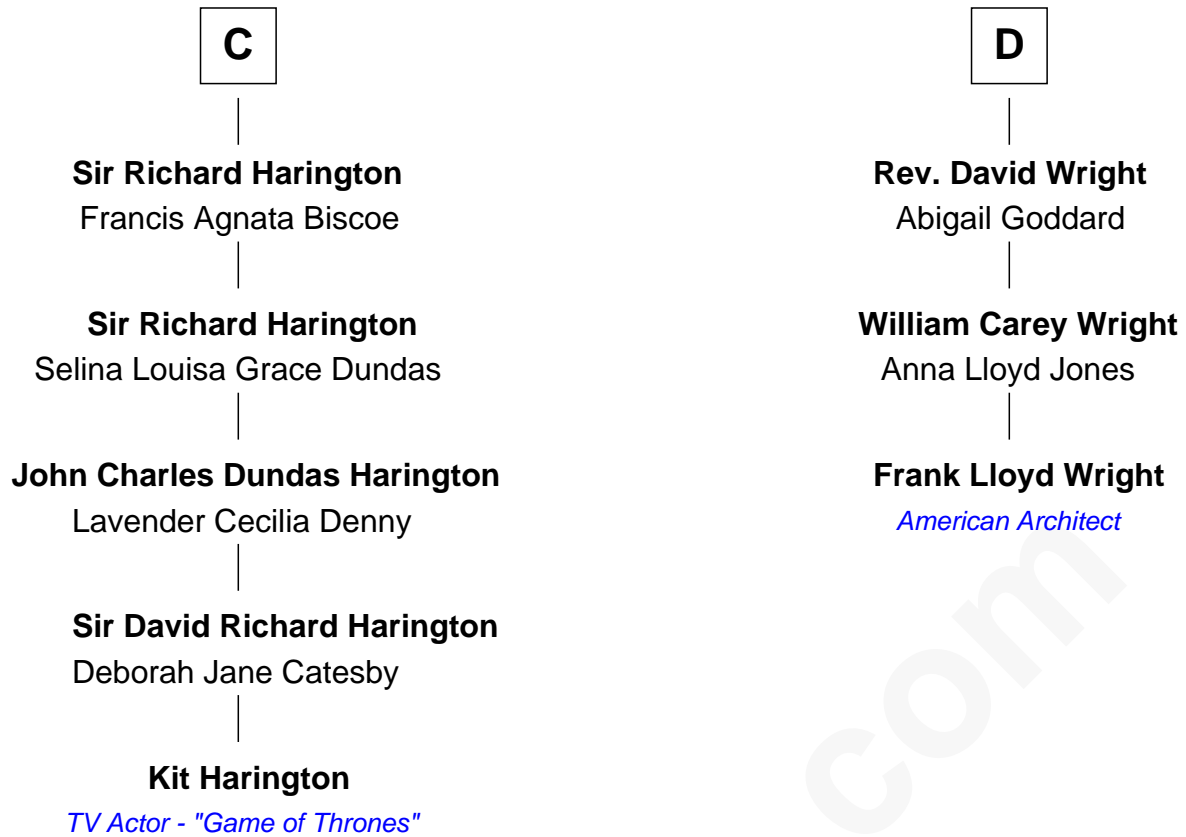 C
Sir Richard Harington
Francis Agnata Biscoe
Sir Richard Harington
Selina Louisa Grace Dundas
John Charles Dundas Harington
Lavender Cecilia Denny
Sir David Richard Harington
Deborah Jane Catesby
Kit Harington
TV Actor - "Game of Thrones"
D
Rev. David Wright
Abigail Goddard
William Carey Wright
Anna Lloyd Jones
Frank Lloyd Wright
American Architect
com